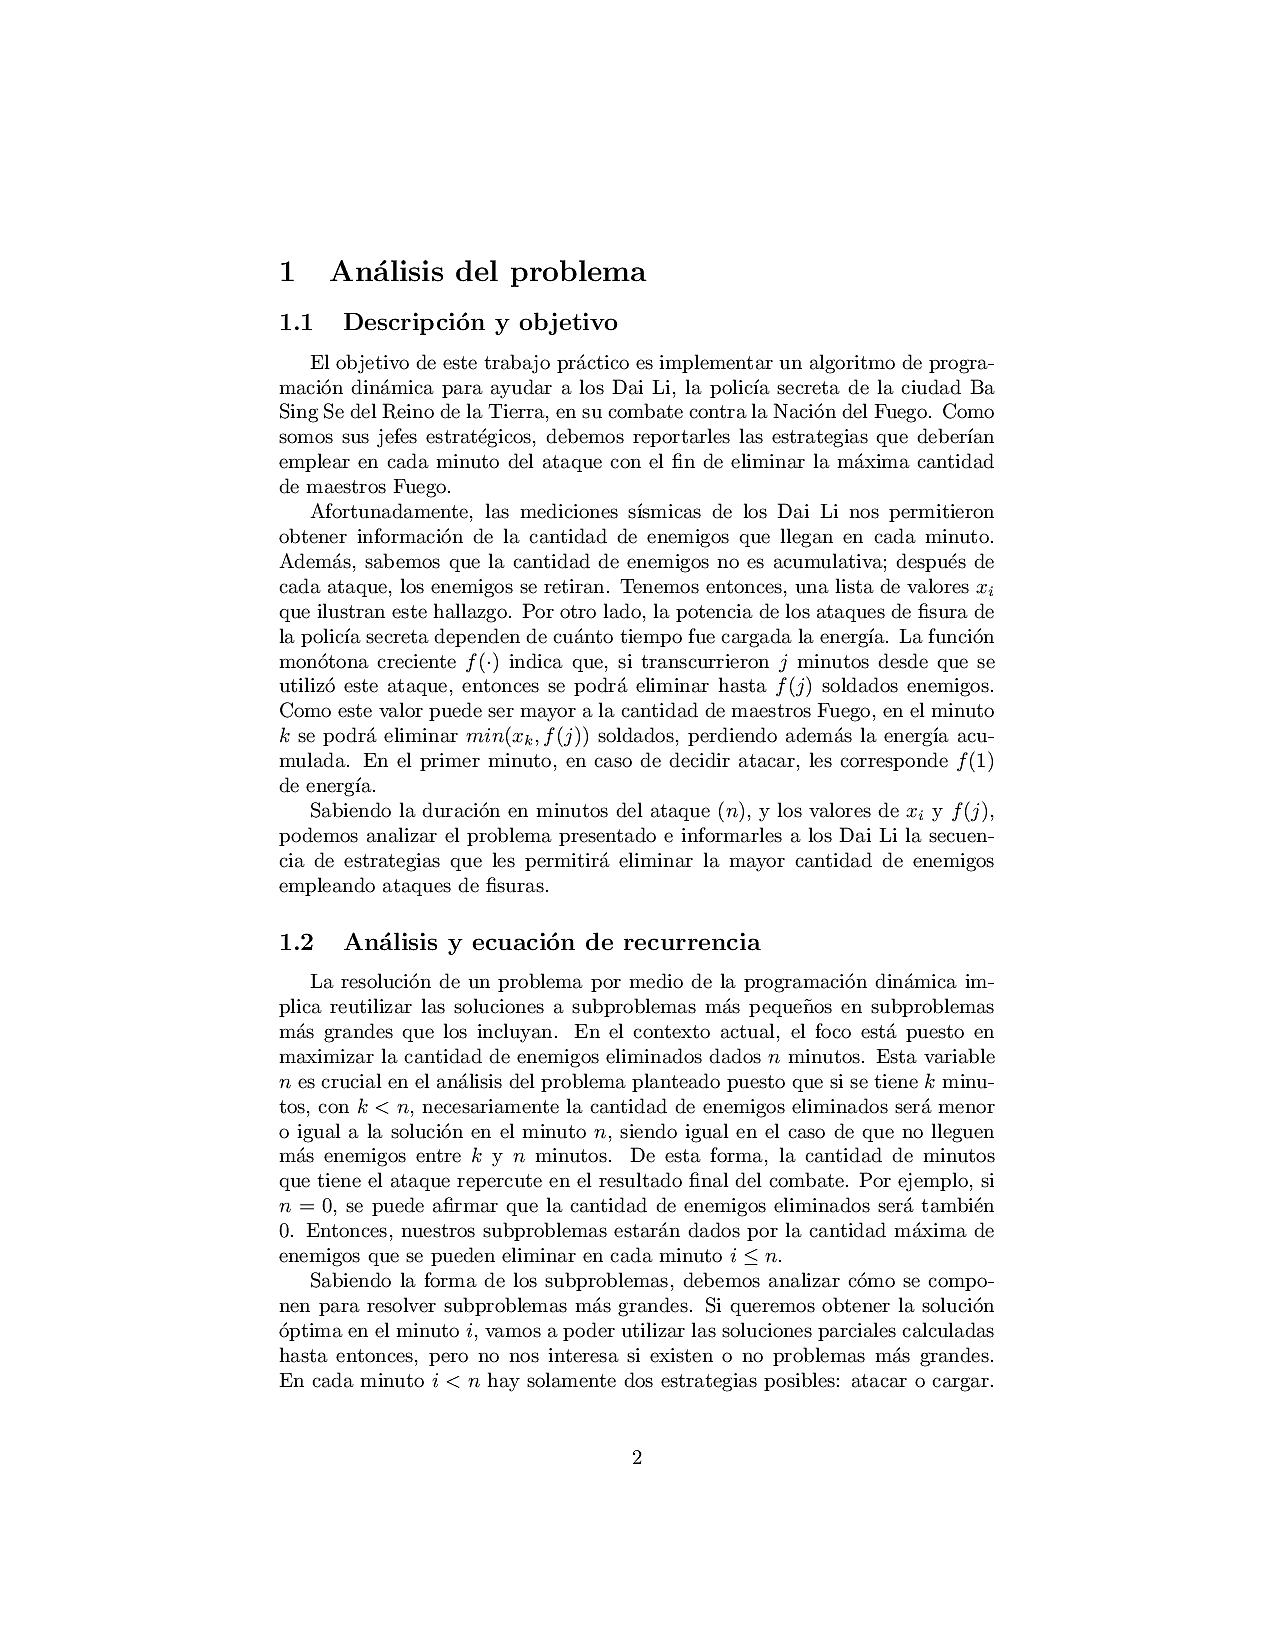 1 Análisis del problema
1.1 Descripción y objetivo
El objetivo de este trabajo práctico es implementar un algoritmo de progra-
mación dinámica para ayudar a los Dai Li, la policía secreta de la ciudad Ba
Sing Se del Reino de la Tierra, en su combate contra la Nación del Fuego. Como
somos sus jefes estratégicos, debemos reportarles las estrategias que deberían
emplear en cada minuto del ataque con el fin de eliminar la máxima cantidad
de maestros Fuego.
Afortunadamente, las mediciones sísmicas de los Dai Li nos permitieron
obtener información de la cantidad de enemigos que llegan en cada minuto.
Además, sabemos que la cantidad de enemigos no es acumulativa; después de
cada ataque, los enemigos se retiran. Tenemos entonces, una lista de valores $x_i$
que ilustran este hallazgo. Por otro lado, la potencia de los ataques de fisura de
la policía secreta dependen de cuánto tiempo fue cargada la energía. La función
monótona creciente $f(\cdot)$ indica que, si transcurrieron $j$ minutos desde que se
utilizó este ataque, entonces se podrá eliminar hasta $f(j)$ soldados enemigos.
Como este valor puede ser mayor a la cantidad de maestros Fuego, en el minuto
$k$ se podrá eliminar $min(x_k, f(j))$ soldados, perdiendo además la energía acu-
mulada. En el primer minuto, en caso de decidir atacar, les corresponde $f(1)$
de energía.
Sabiendo la duración en minutos del ataque ($n$), y los valores de $x_i$ y $f(j)$,
podemos analizar el problema presentado e informarles a los Dai Li la secuen-
cia de estrategias que les permitirá eliminar la mayor cantidad de enemigos
empleando ataques de fisuras.
1.2 Análisis y ecuación de recurrencia
La resolución de un problema por medio de la programación dinámica im-
plica reutilizar las soluciones a subproblemas más pequeños en subproblemas
más grandes que los incluyan. En el contexto actual, el foco está puesto en
maximizar la cantidad de enemigos eliminados dados $n$ minutos. Esta variable
$n$ es crucial en el análisis del problema planteado puesto que si se tiene $k$ minu-
tos, con $k < n$, necesariamente la cantidad de enemigos eliminados será menor
o igual a la solución en el minuto $n$, siendo igual en el caso de que no lleguen
más enemigos entre $k$ y $n$ minutos. De esta forma, la cantidad de minutos
que tiene el ataque repercute en el resultado final del combate. Por ejemplo, si
$n = 0$, se puede afirmar que la cantidad de enemigos eliminados será también
0. Entonces, nuestros subproblemas estarán dados por la cantidad máxima de
enemigos que se pueden eliminar en cada minuto $i \leq n$.
Sabiendo la forma de los subproblemas, debemos analizar cómo se compo-
nen para resolver subproblemas más grandes. Si queremos obtener la solución
óptima en el minuto $i$, vamos a poder utilizar las soluciones parciales calculadas
hasta entonces, pero no nos interesa si existen o no problemas más grandes.
En cada minuto $i < n$ hay solamente dos estrategias posibles: atacar o cargar.
2